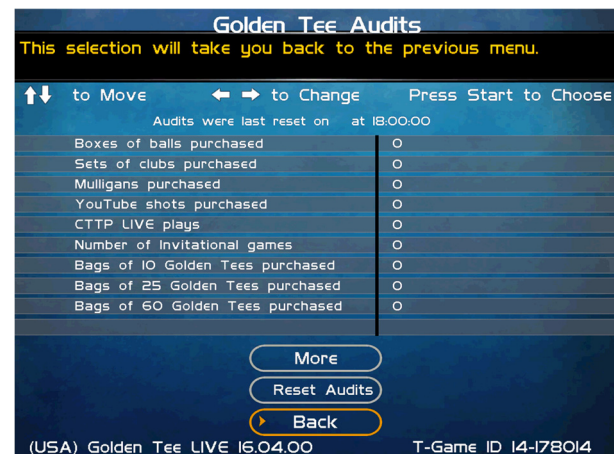 Golden Tee Audits
This selection will take you back to the previous menu.
to Move to Change Press Start to Choose
Audits were last reset on at 18:00:00
Boxes of balls purchased 0
Sets of clubs purchased 0
Mulligans purchased 0
YouTube shots purchased 0
CTTP LIVE plays 0
Number of Invitational games 0
Bags of 10 Golden Tees purchased 0
Bags of 25 Golden Tees purchased 0
Bags of 60 Golden Tees purchased 0
More
Reset Audits
Back
(USA) Golden Tee LIVE 16.04.00 T-Game ID 14-178014